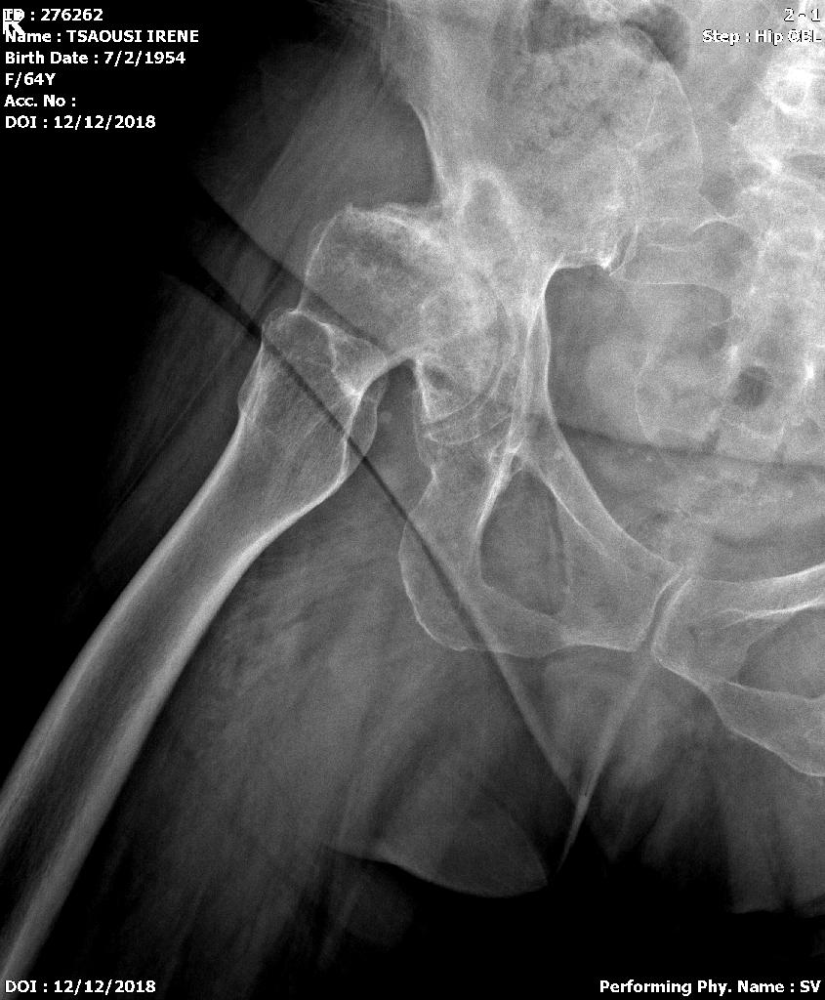 ID : 276262
Name : TSAOUSI IRENE
Birth Date : 7/2/1954
F/64Y
Acc. No :
DOI : 12/12/2018
R
2 - 1
Step : Hip OBL
DOI : 12/12/2018
Performing Phy. Name : SV